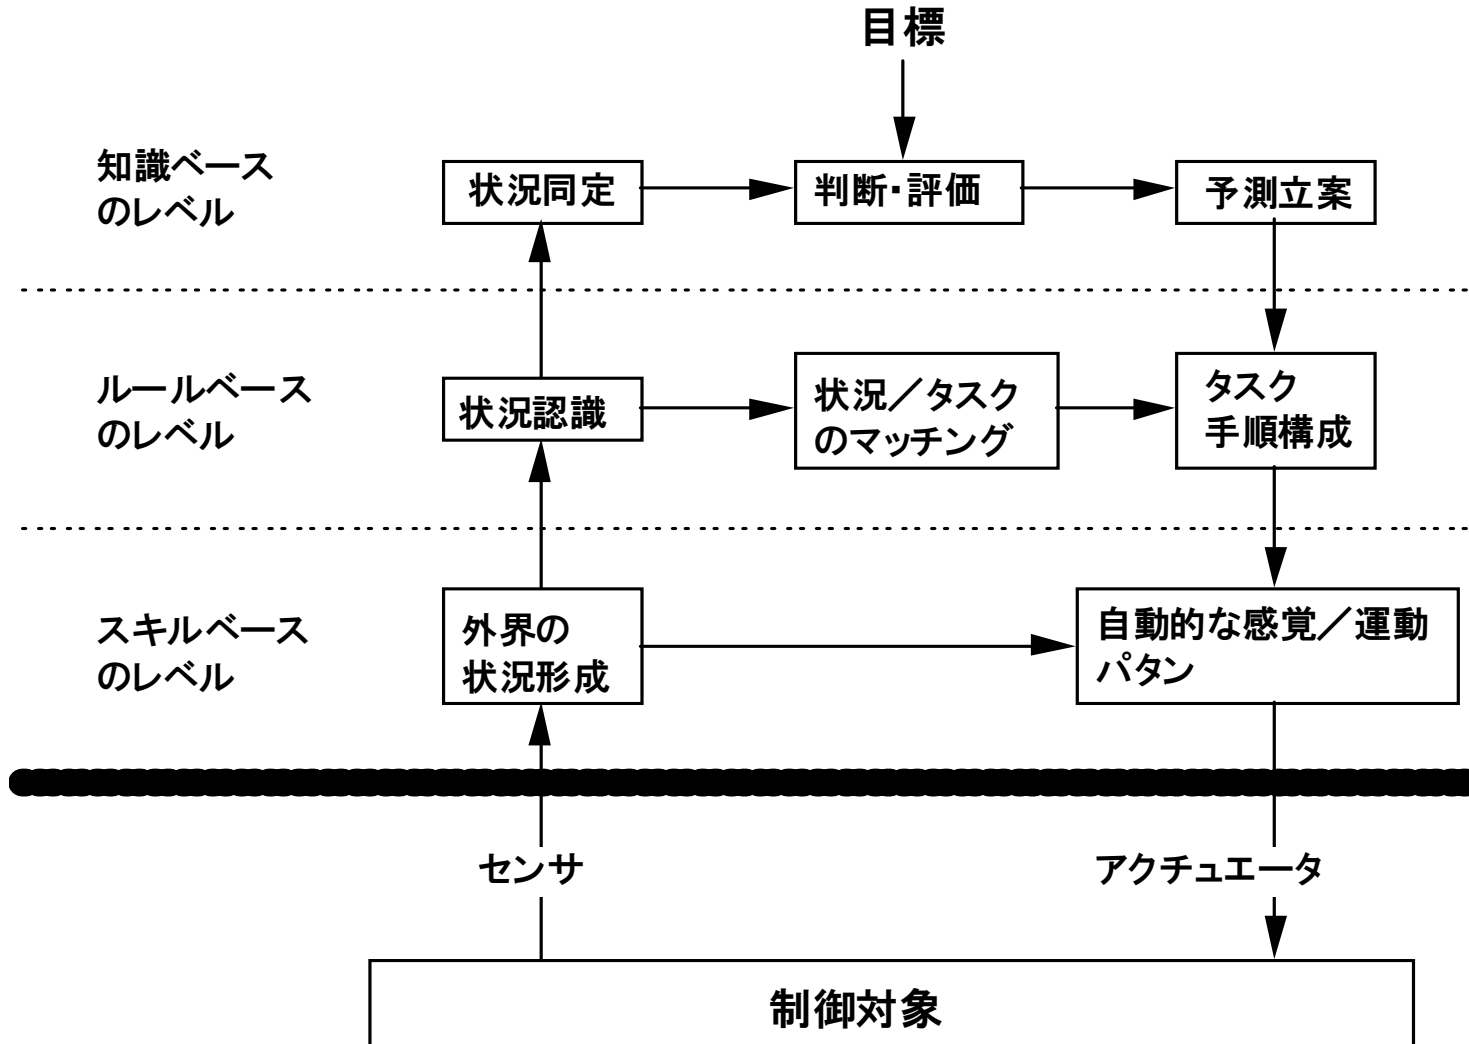 目標
知識ベース
のレベル
状況同定
判断・評価
予測立案
ルールベース
のレベル
状況認識
状況／タスク
のマッチング
タスク
手順構成
スキルベース
のレベル
外界の
状況形成
自動的な感覚／運動
パタン
センサ
アクチュエータ
制御対象